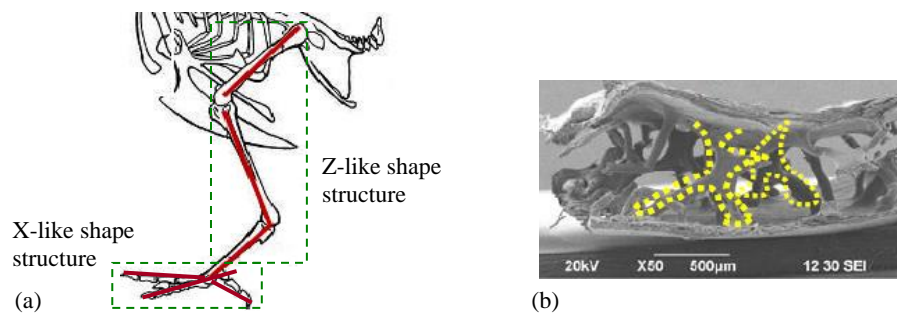 Z-like shape
structure
X-like shape
structure
(a)
20kV X50 500μm 12 30 SEI
(b)